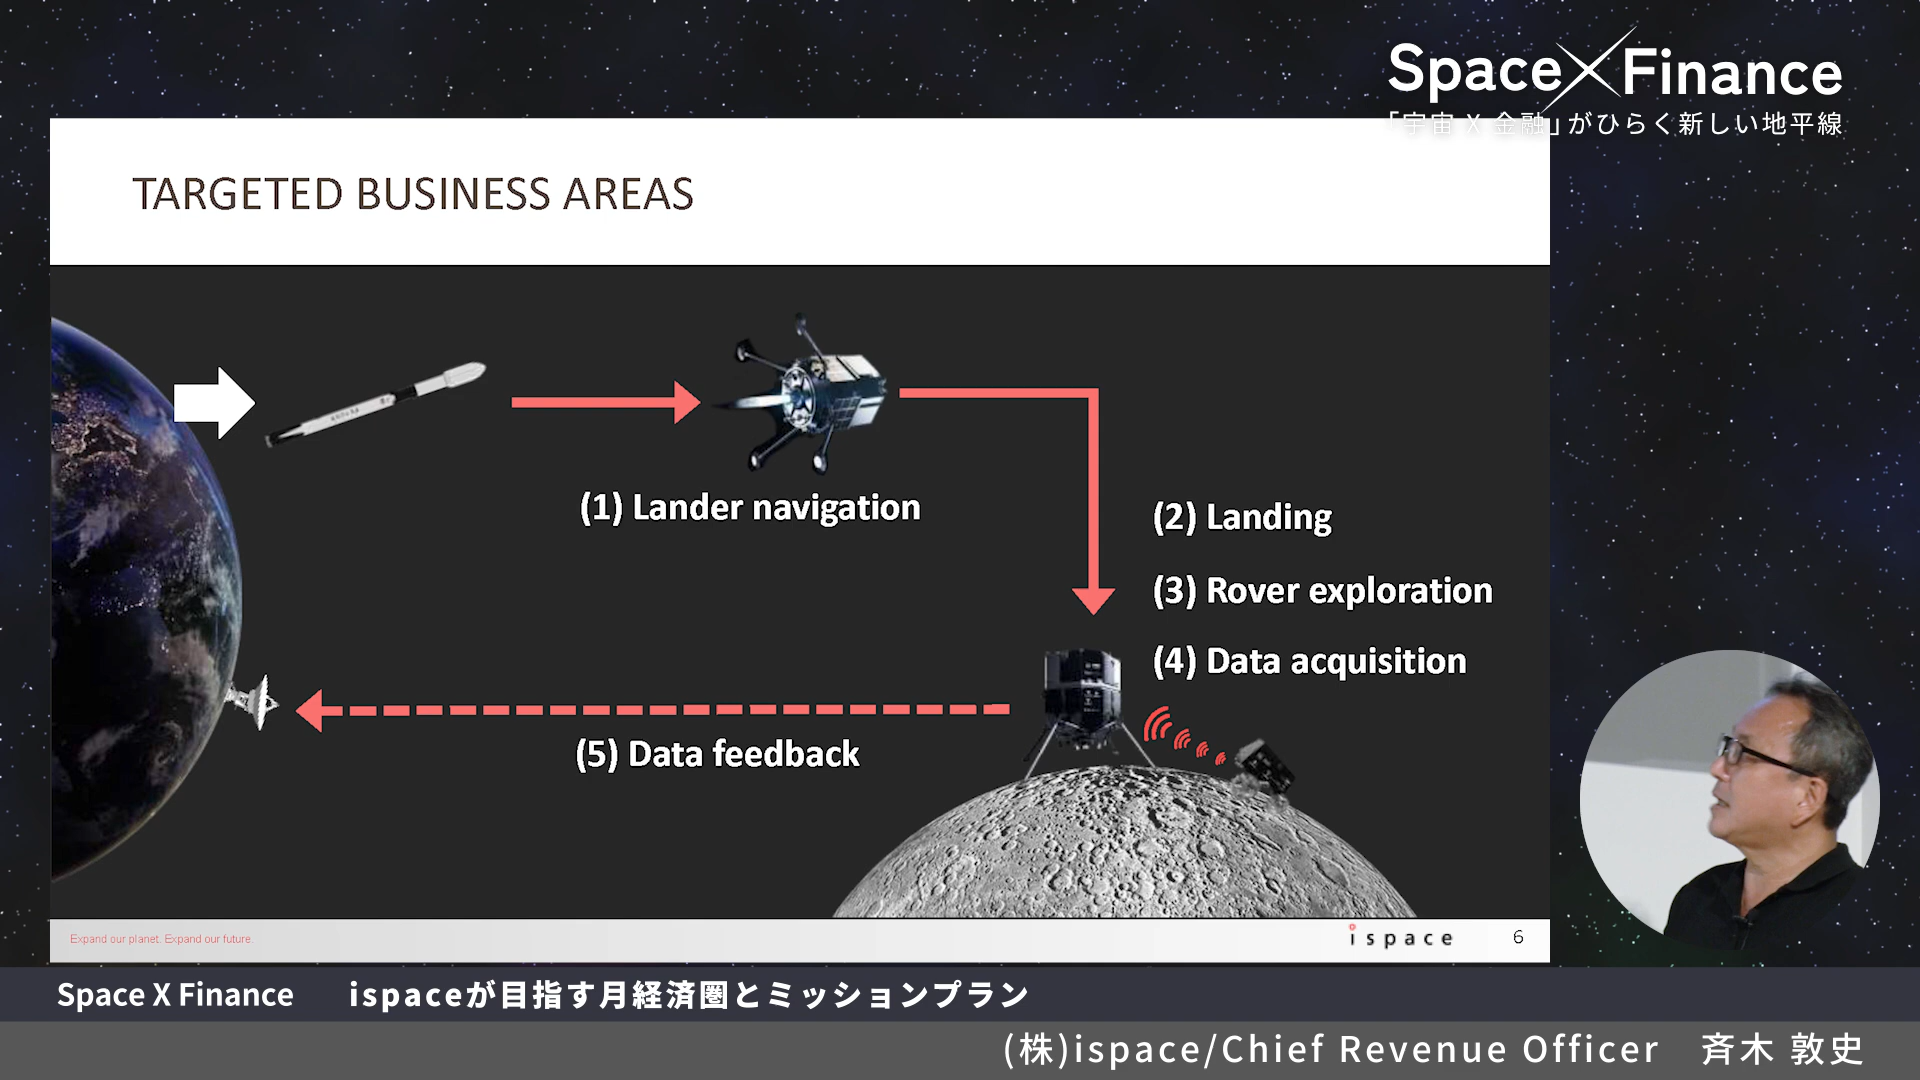 Space X Finance
「宇宙 X 金融」がひらく新しい地平線
TARGETED BUSINESS AREAS
(1) Lander navigation
(2) Landing
(3) Rover exploration
(4) Data acquisition
(5) Data feedback
Expand our planet. Expand our future.
ispace
6
Space X Finance ispaceが目指す月経済圏とミッションプラン
(株)ispace/Chief Revenue Officer 斉木 敦史